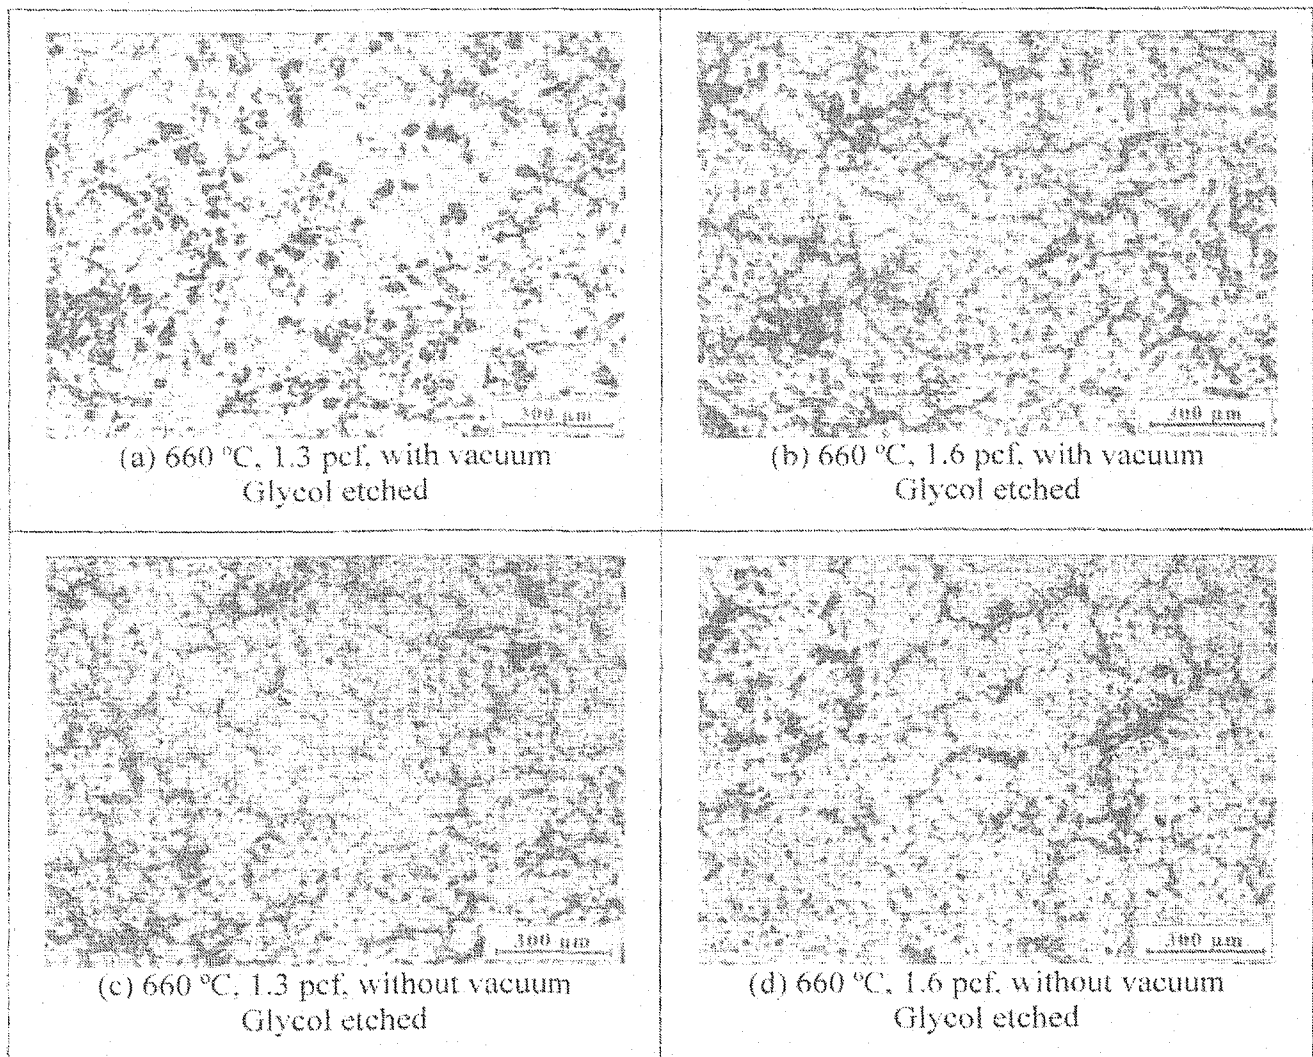 300 µm
300 µm
(a) 660 °C, 1.3 pcf, with vacuum
Glycol etched
(b) 660 °C, 1.6 pcf, with vacuum
Glycol etched
300 µm
300 µm
(c) 660 °C, 1.3 pcf, without vacuum
Glycol etched
(d) 660 °C, 1.6 pcf, without vacuum
Glycol etched